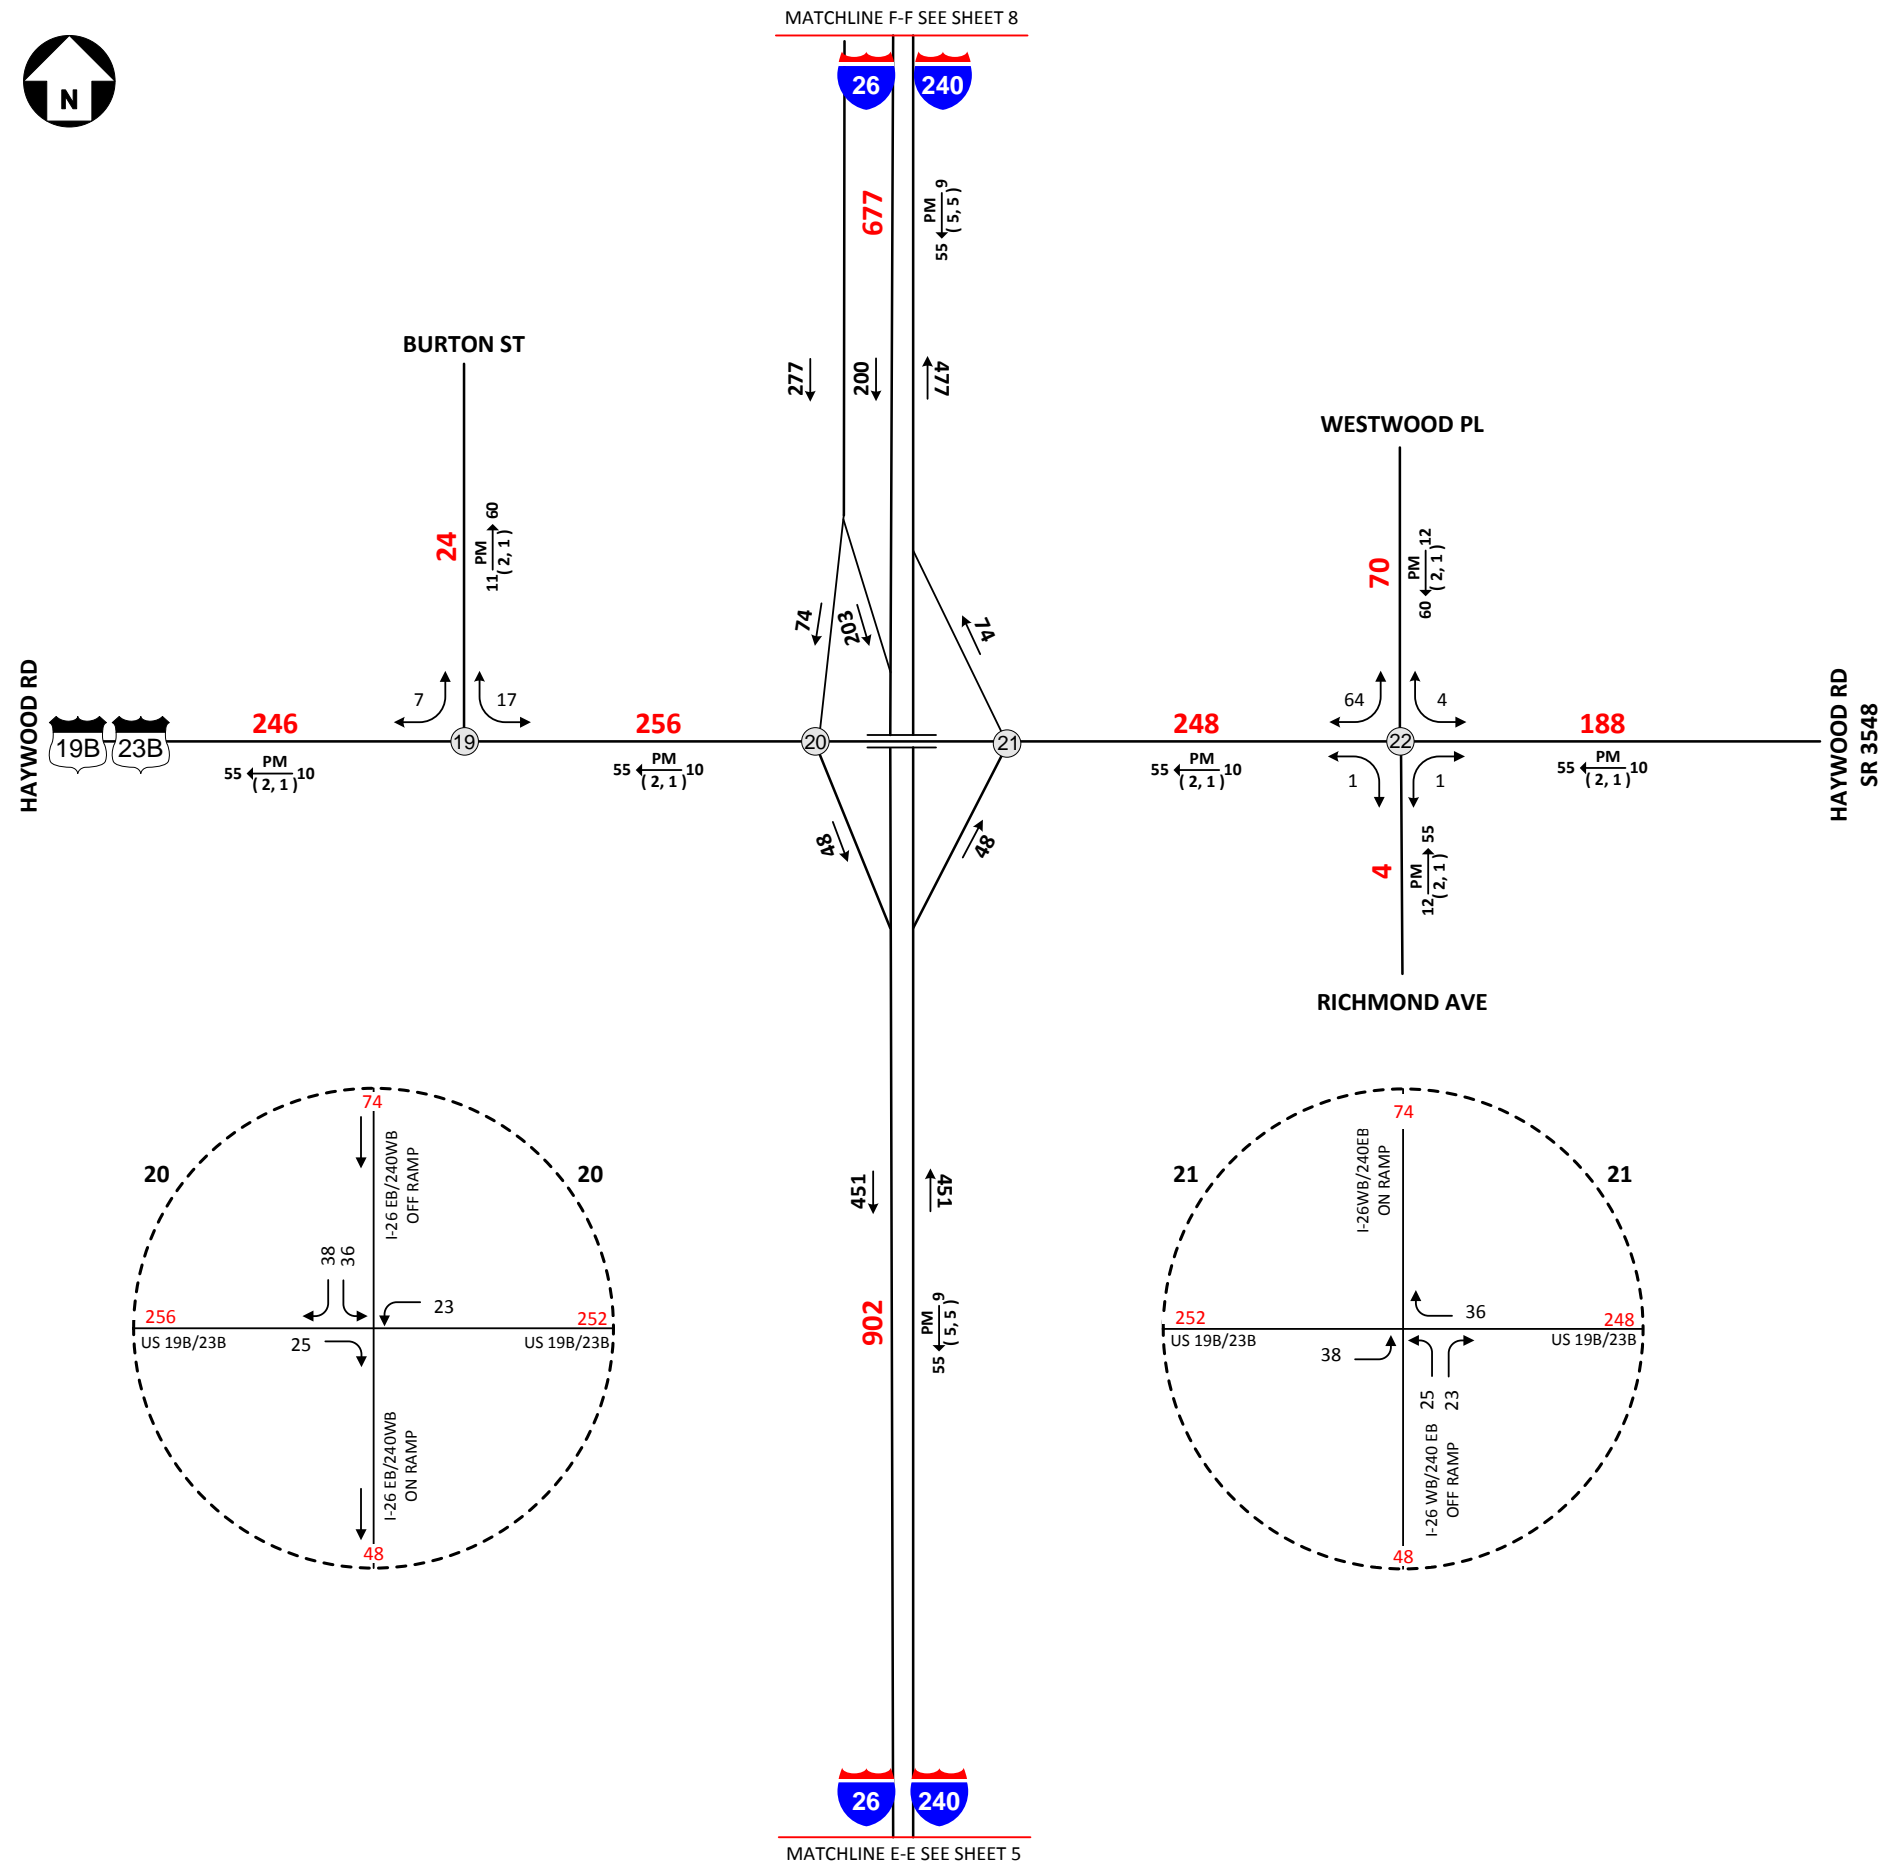 MATCHLINE F-F SEE SHEET 8
N
26
240
677
PM
55 9
( 5, 5 )
BURTON ST
277
200
477
WESTWOOD PL
24
PM
11 60
( 2, 1 )
70
PM
60 12
( 2, 1 )
74
203
74
HAYWOOD RD
19B
23B
246
7
17
19
256
20
21
248
64
4
22
188
HAYWOOD RD
SR 3548
PM
55 10
( 2, 1 )
PM
55 10
( 2, 1 )
PM
55 10
( 2, 1 )
1
1
PM
55 10
( 2, 1 )
48
48
4
PM
12 55
( 2, 1 )
RICHMOND AVE
20
20
74
I-26 EB/240WB
OFF RAMP
38
36
23
256
252
US 19B/23B
US 19B/23B
25
I-26 EB/240WB
ON RAMP
48
451
451
902
PM
55 9
( 5, 5 )
21
21
74
I-26WB/240EB
ON RAMP
36
252
248
US 19B/23B
US 19B/23B
38
25
23
I-26 WB/240 EB
OFF RAMP
48
26
240
MATCHLINE E-E SEE SHEET 5